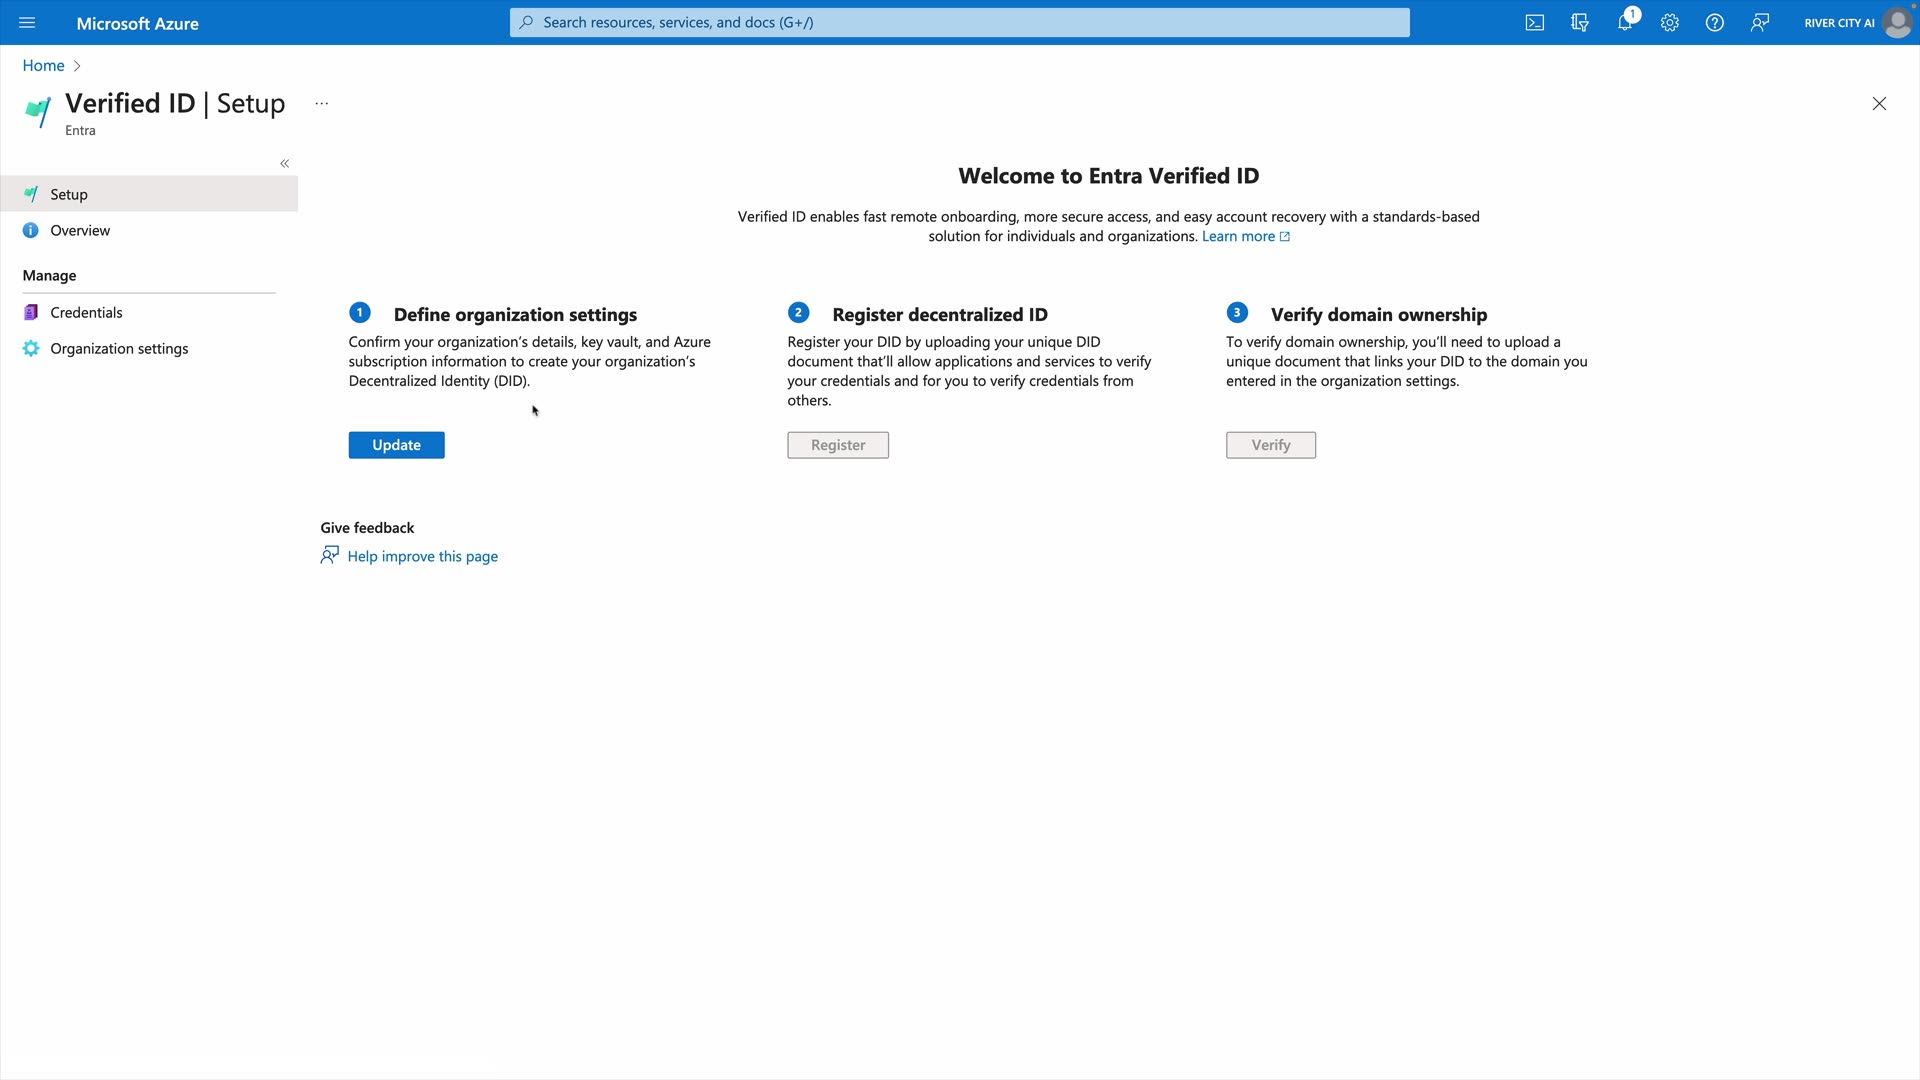 Microsoft Azure
Search resources, services, and docs (G+/)
1
RIVER CITY AI
Home
Verified ID | Setup
...
Entra
Setup
Overview
Manage
Credentials
Organization settings
Welcome to Entra Verified ID
Verified ID enables fast remote onboarding, more secure access, and easy account recovery with a standards-based
solution for individuals and organizations. Learn more
1 Define organization settings
Confirm your organization’s details, key vault, and Azure
subscription information to create your organization’s
Decentralized Identity (DID).
Update
2 Register decentralized ID
Register your DID by uploading your unique DID
document that’ll allow applications and services to verify
your credentials and for you to verify credentials from
others.
Register
3 Verify domain ownership
To verify domain ownership, you’ll need to upload a
unique document that links your DID to the domain you
entered in the organization settings.
Verify
Give feedback
Help improve this page